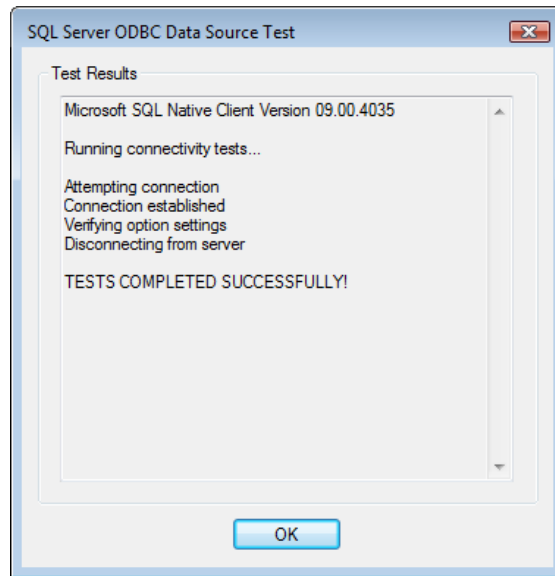 SQL Server ODBC Data Source Test
Test Results
Microsoft SQL Native Client Version 09.00.4035
Running connectivity tests...
Attempting connection
Connection established
Verifying option settings
Disconnecting from server
TESTS COMPLETED SUCCESSFULLY!
OK